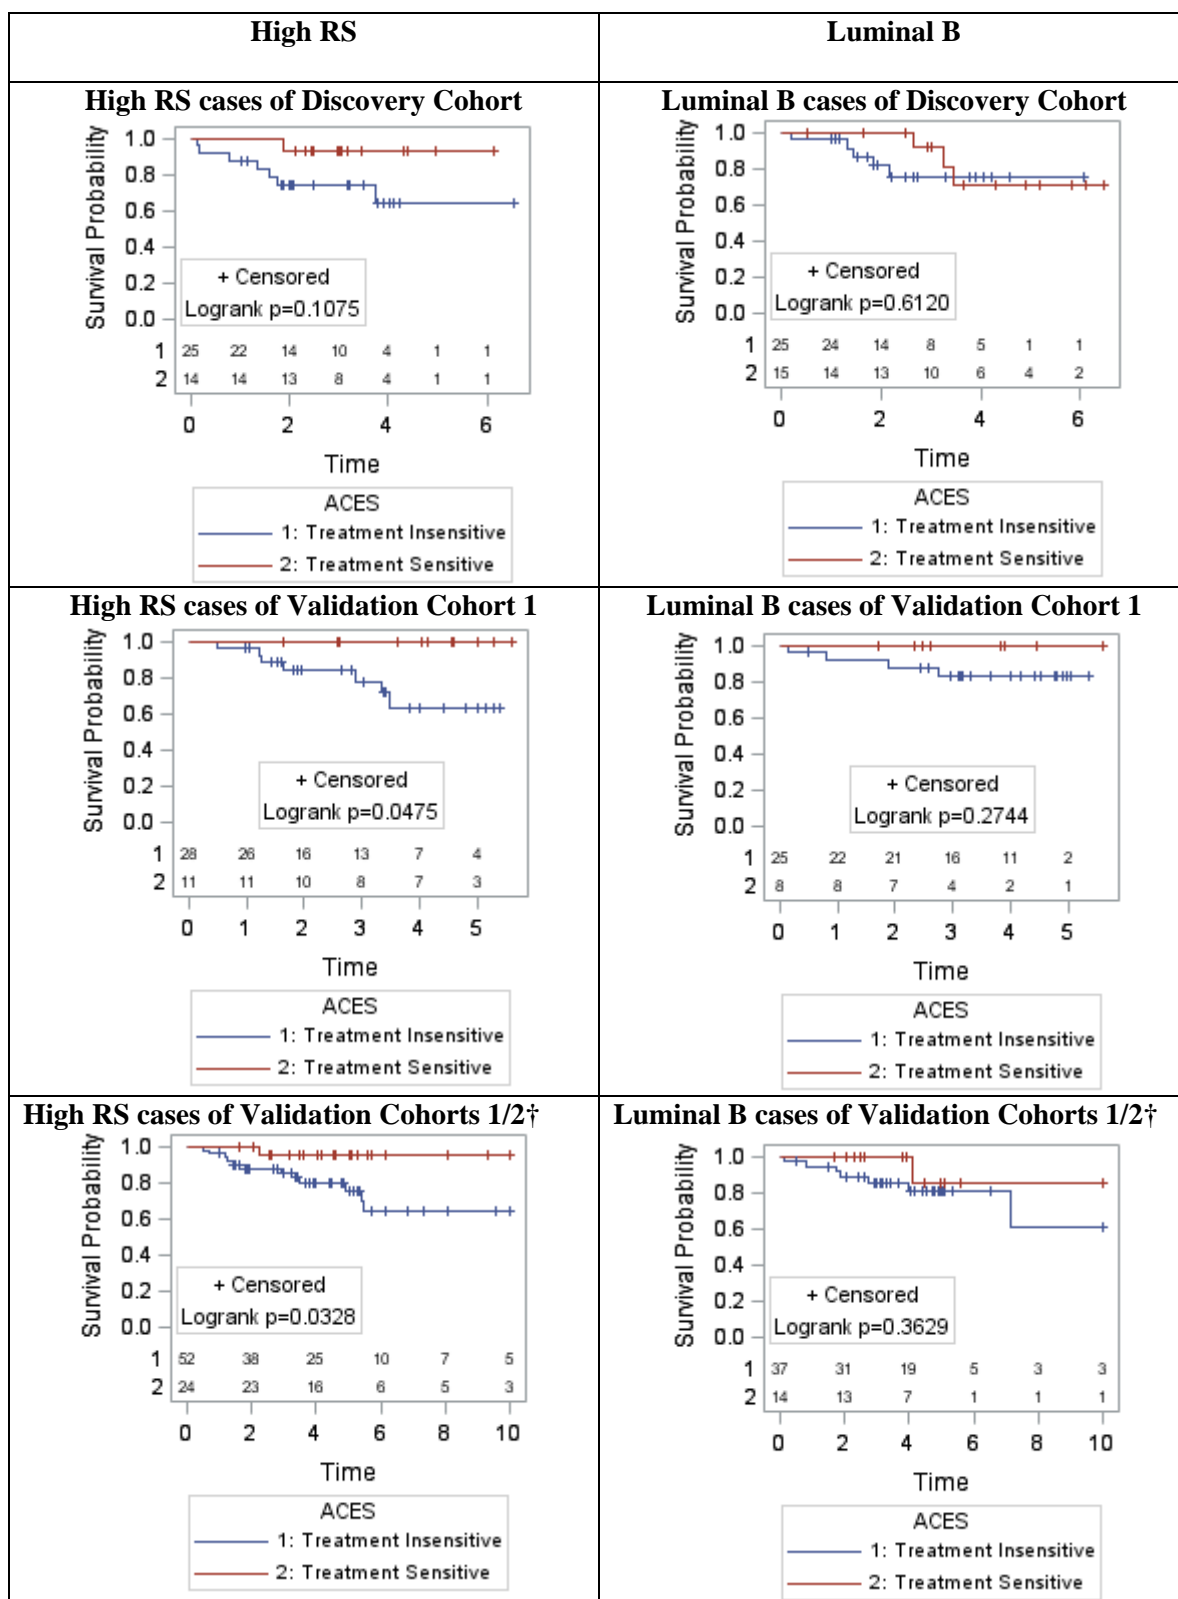 High RS
Luminal B
High RS cases of Discovery Cohort
1.0
0.8
0.6
0.4
0.2
0.0
Survival Probability
+ Censored
Logrank p=0.1075
1 25 22 14 10 4 1 1
2 14 14 13 8 4 1 1
0 2 4 6
Time
ACES
1: Treatment Insensitive
2: Treatment Sensitive
Luminal B cases of Discovery Cohort
1.0
0.8
0.6
0.4
0.2
0.0
Survival Probability
+ Censored
Logrank p=0.6120
1 25 24 14 8 5 1 1
2 15 14 13 10 6 4 2
0 2 4 6
Time
ACES
1: Treatment Insensitive
2: Treatment Sensitive
High RS cases of Validation Cohort 1
1.0
0.8
0.6
0.4
0.2
0.0
Survival Probability
+ Censored
Logrank p=0.0475
1 28 26 16 13 7 4
2 11 11 10 8 7 3
0 1 2 3 4 5
Time
ACES
1: Treatment Insensitive
2: Treatment Sensitive
Luminal B cases of Validation Cohort 1
1.0
0.8
0.6
0.4
0.2
0.0
Survival Probability
+ Censored
Logrank p=0.2744
1 25 22 21 16 11 2
2 8 8 7 4 2 1
0 1 2 3 4 5
Time
ACES
1: Treatment Insensitive
2: Treatment Sensitive
High RS cases of Validation Cohorts 1/2†
1.0
0.8
0.6
0.4
0.2
0.0
Survival Probability
+ Censored
Logrank p=0.0328
1 52 38 25 10 7 5
2 24 23 16 6 5 3
0 2 4 6 8 10
Time
ACES
1: Treatment Insensitive
2: Treatment Sensitive
Luminal B cases of Validation Cohorts 1/2†
1.0
0.8
0.6
0.4
0.2
0.0
Survival Probability
+ Censored
Logrank p=0.3629
1 37 31 19 5 3 3
2 14 13 7 1 1 1
0 2 4 6 8 10
Time
ACES
1: Treatment Insensitive
2: Treatment Sensitive